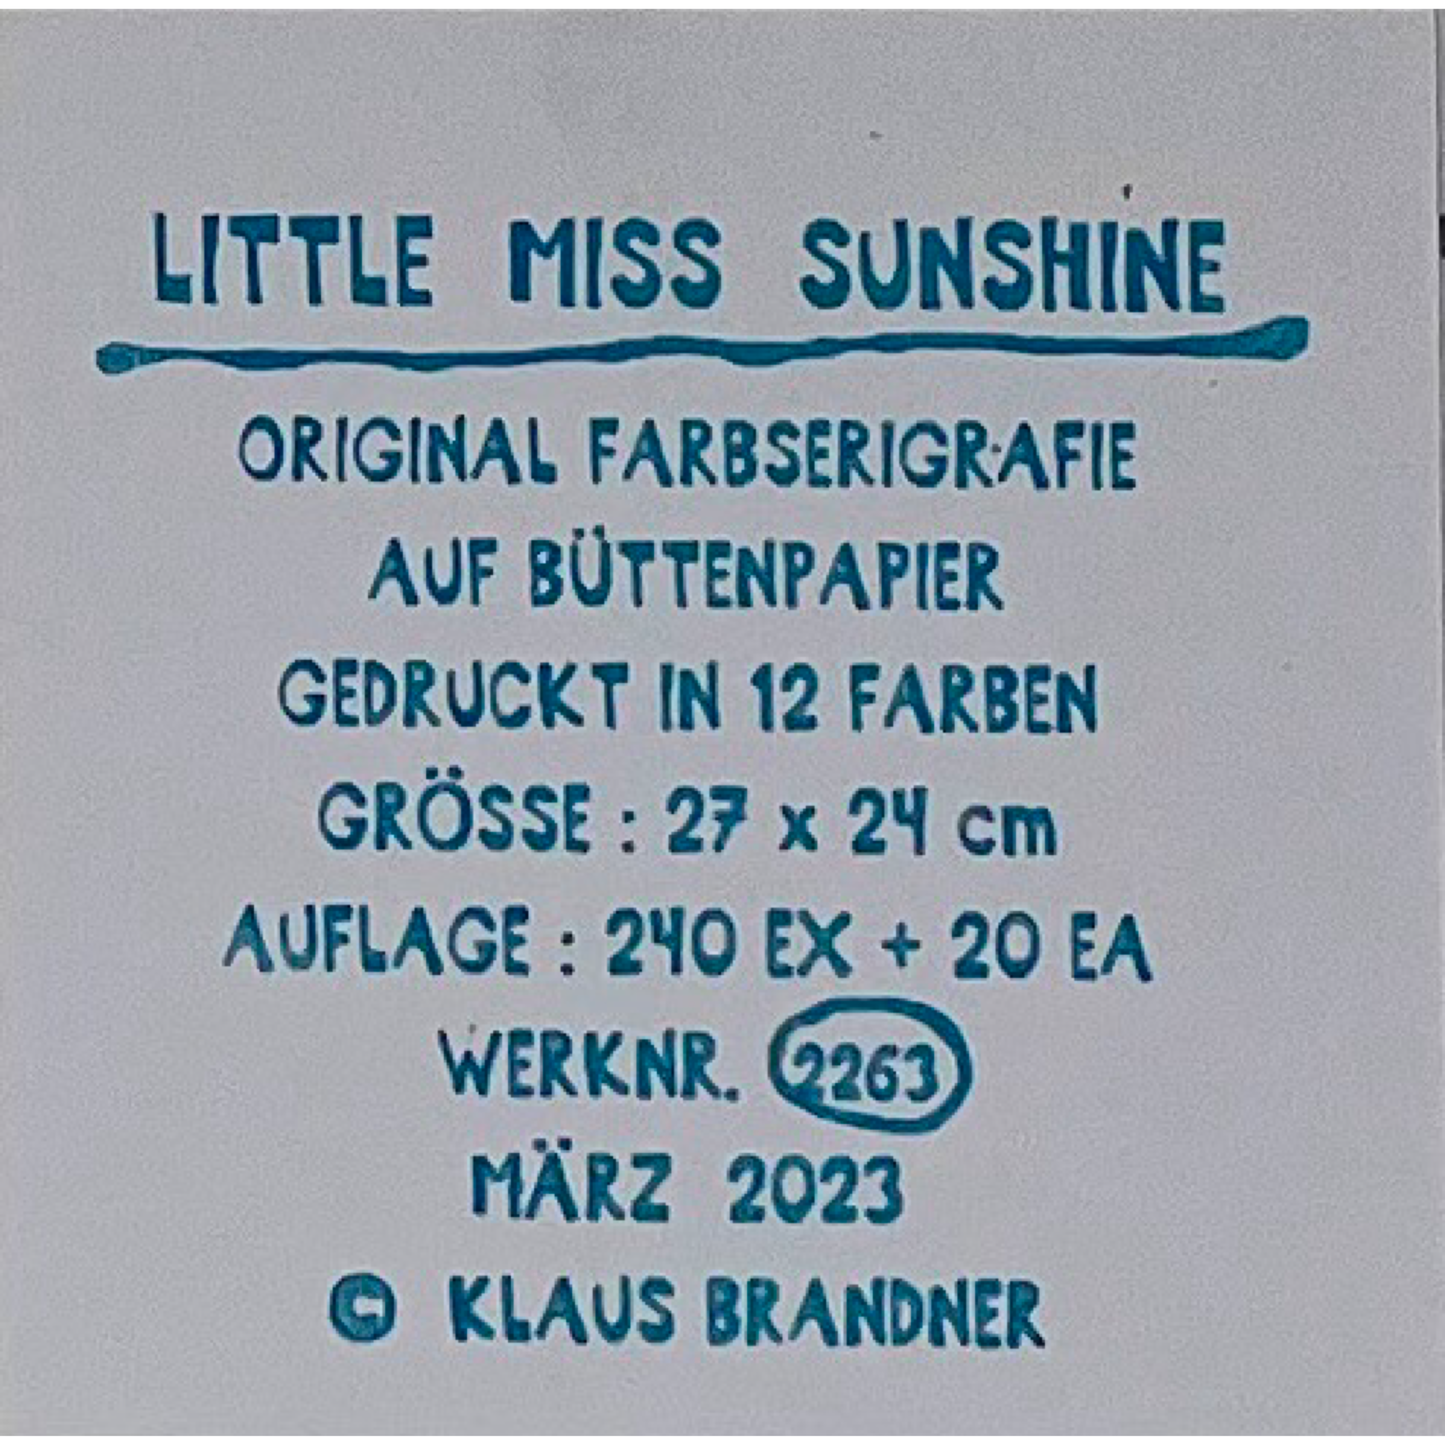 LITTLE MISS SUNSHINE
ORIGINAL FARBSERIGRAFIE
AUF BÜTTENPAPIER
GEDRUCKT IN 12 FARBEN
GRÖSSE : 27 x 24 cm
AUFLAGE : 240 EX + 20 EA
WERKNR. 2263
MÄRZ 2023
© KLAUS BRANDNER